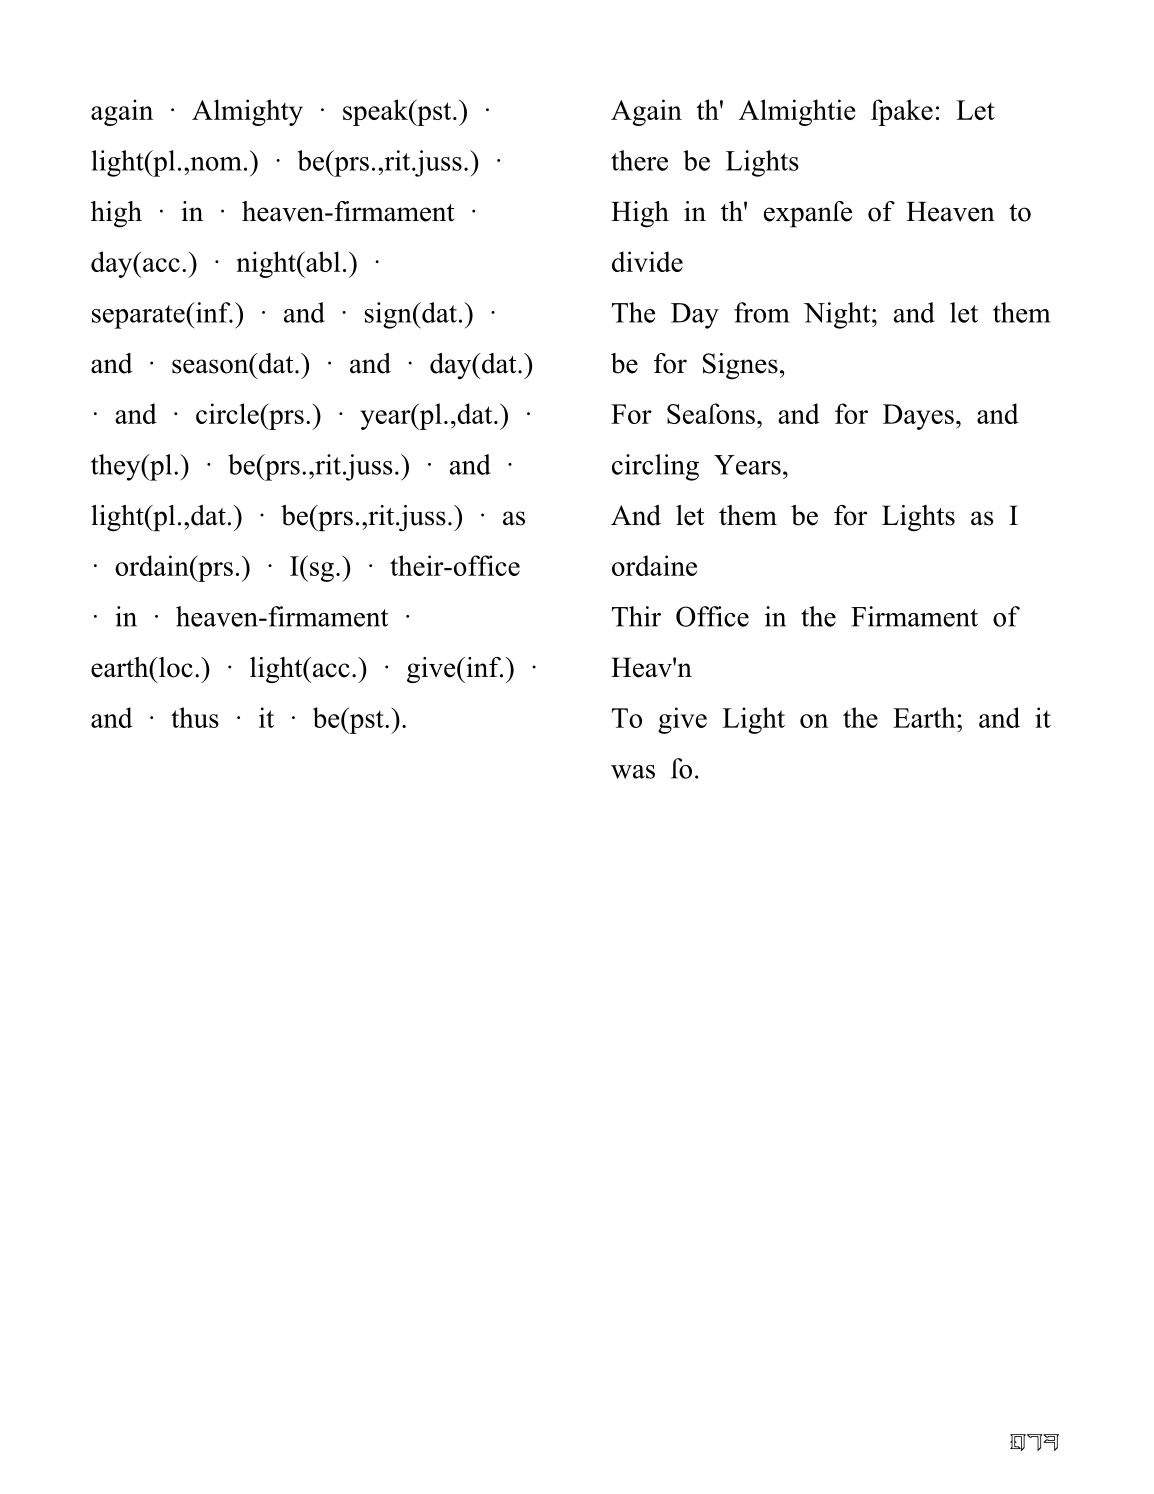 again · Almighty · speak(pst.) ·
light(pl.,nom.) · be(prs.,rit.juss.) ·
high · in · heaven-firmament ·
day(acc.) · night(abl.) ·
separate(inf.) · and · sign(dat.) ·
and · season(dat.) · and · day(dat.)
· and · circle(prs.) · year(pl.,dat.) ·
they(pl.) · be(prs.,rit.juss.) · and ·
light(pl.,dat.) · be(prs.,rit.juss.) · as
· ordain(prs.) · I(sg.) · their-office
· in · heaven-firmament ·
earth(loc.) · light(acc.) · give(inf.) ·
and · thus · it · be(pst.).
Again th' Almightie ſpake: Let
there be Lights
High in th' expanſe of Heaven to
divide
The Day from Night; and let them
be for Signes,
For Seaſons, and for Dayes, and
circling Years,
And let them be for Lights as I
ordaine
Thir Office in the Firmament of
Heav'n
To give Light on the Earth; and it
was ſo.